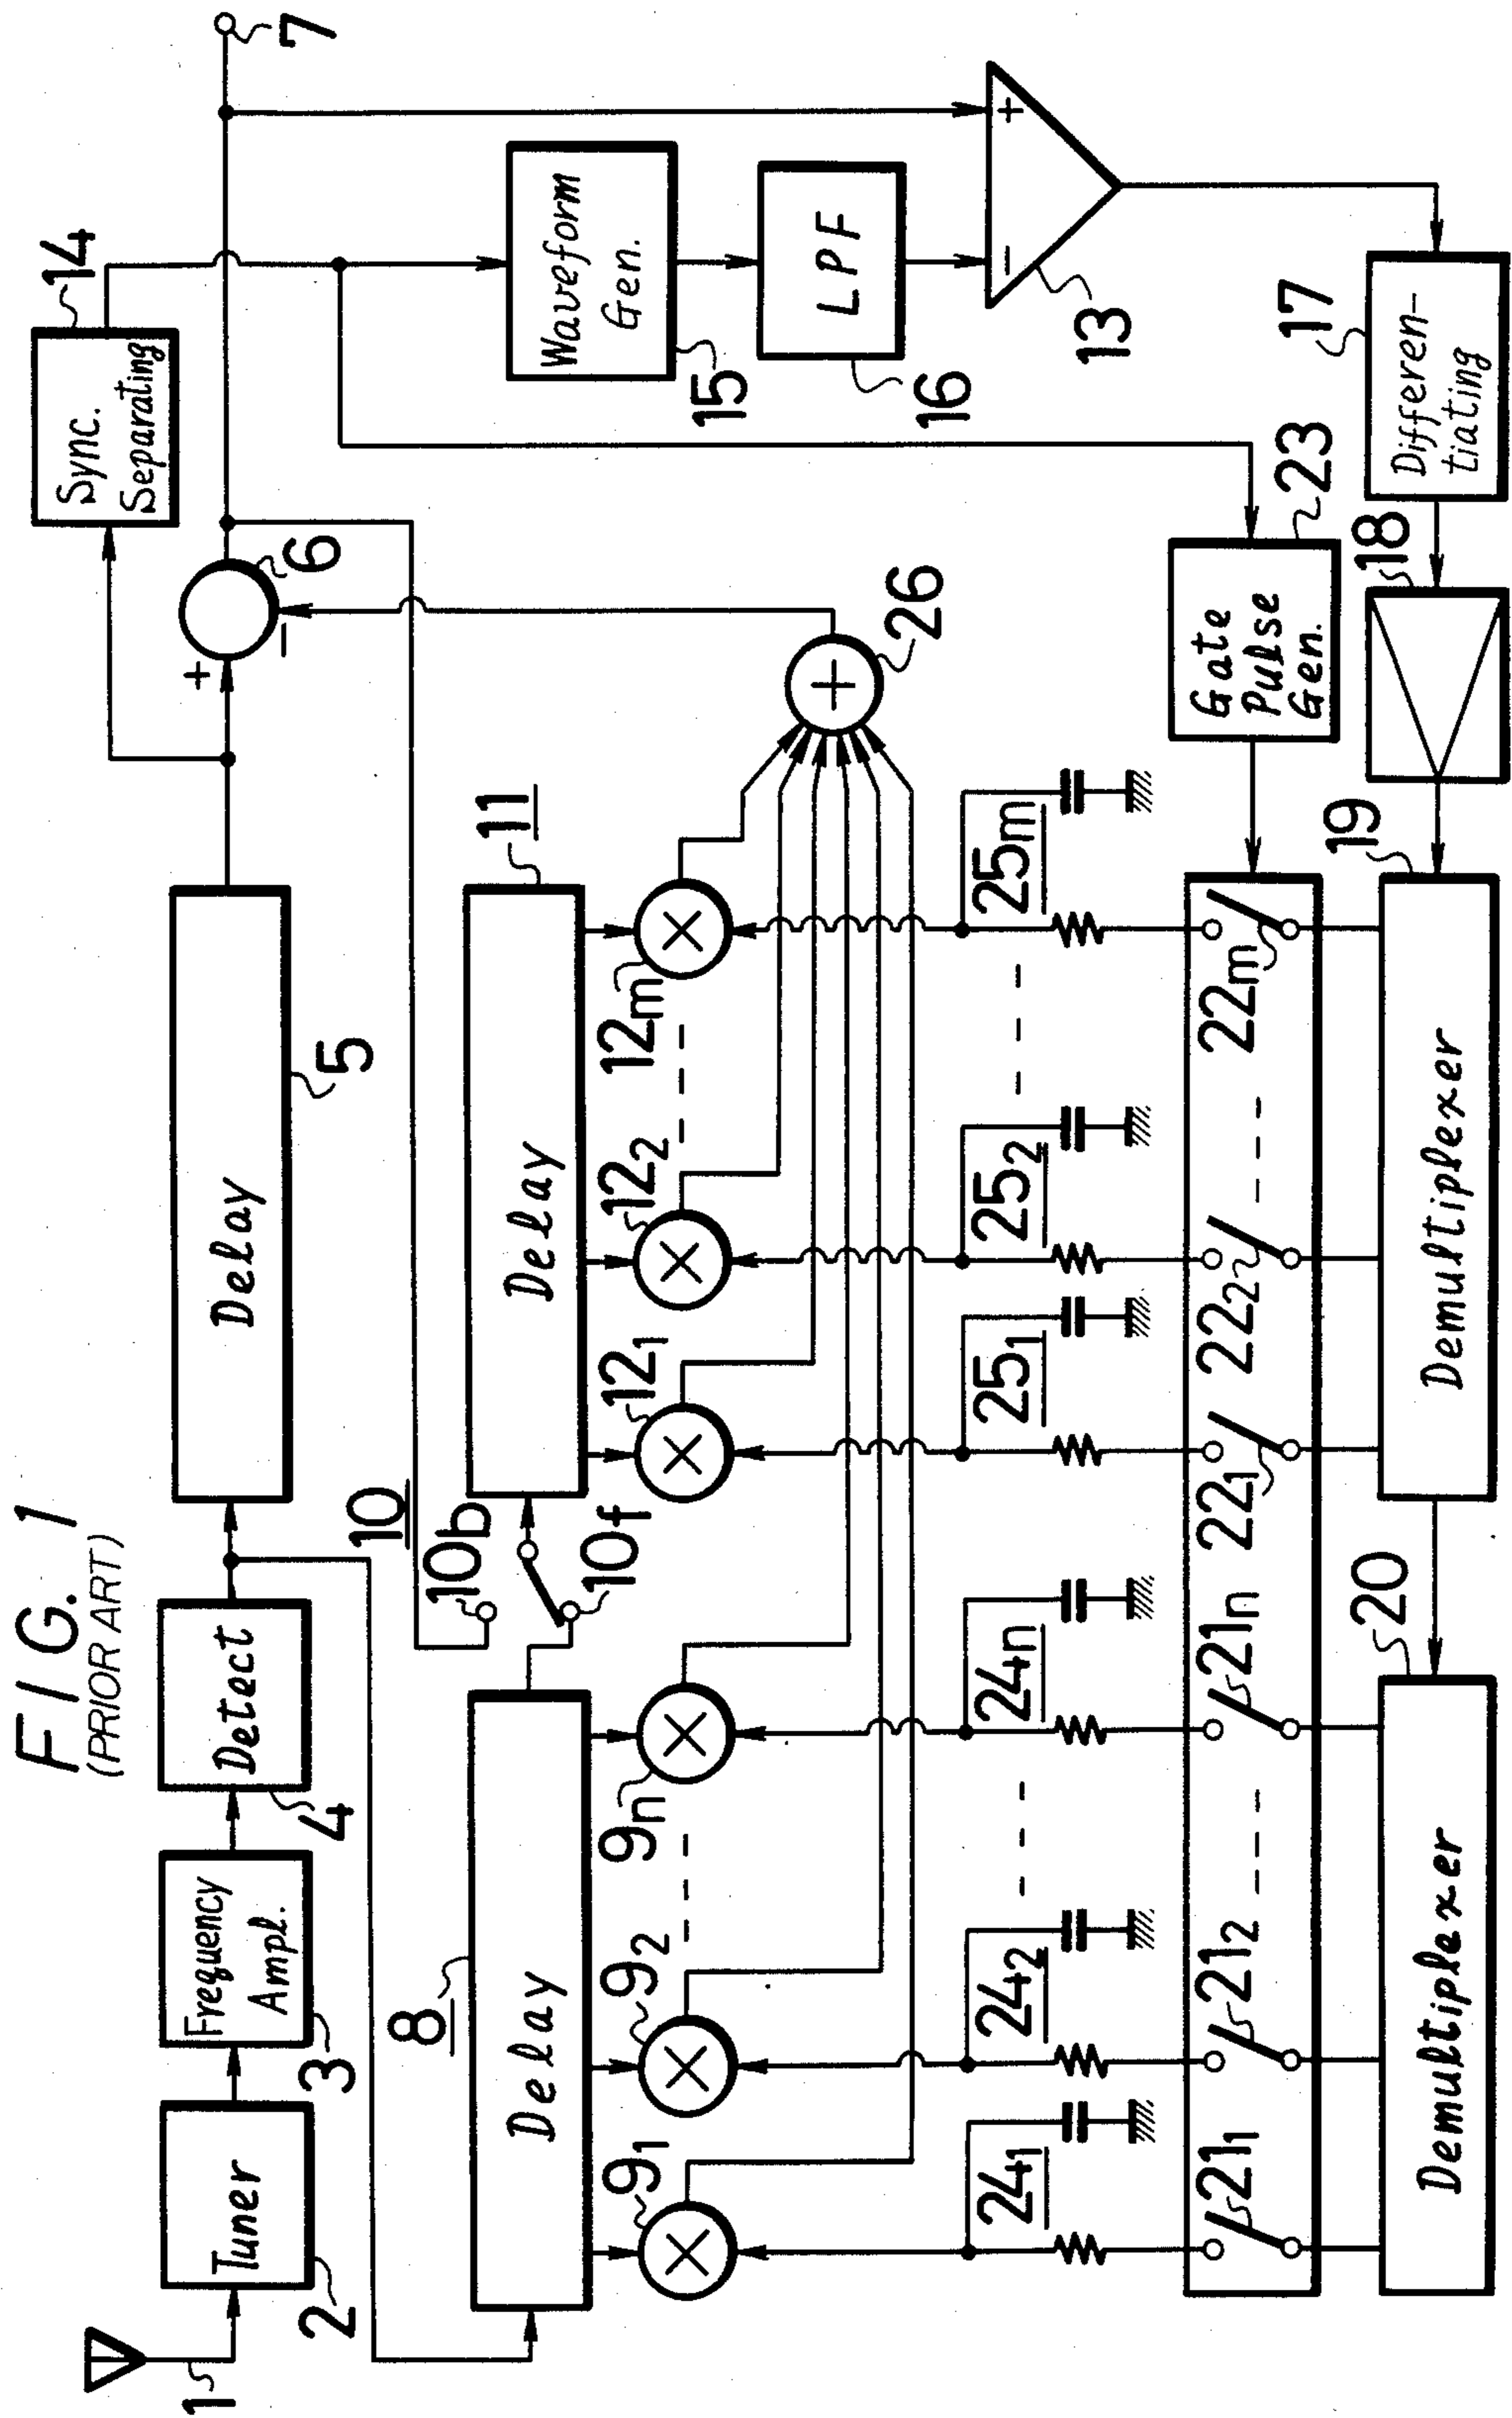 FIG. 1
(PRIOR ART)
1
Tuner
2
Frequency
Ampl.
3
Detect
4
Delay
5
+
−
6
Sync.
Separating
14
7
8
Delay
10
10b
10f
Delay
11
9₁
9₂
9n
12₁
12₂
12m
26
Waveform
Gen.
15
LPF
16
−
+
13
24₁
24₂
24n
25₁
25₂
25m
21₁
21₂
21n
22₁
22₂
22m
Gate
Pulse
Gen.
23
Demultiplexer
20
Demultiplexer
19
18
Differen-
tiating
17